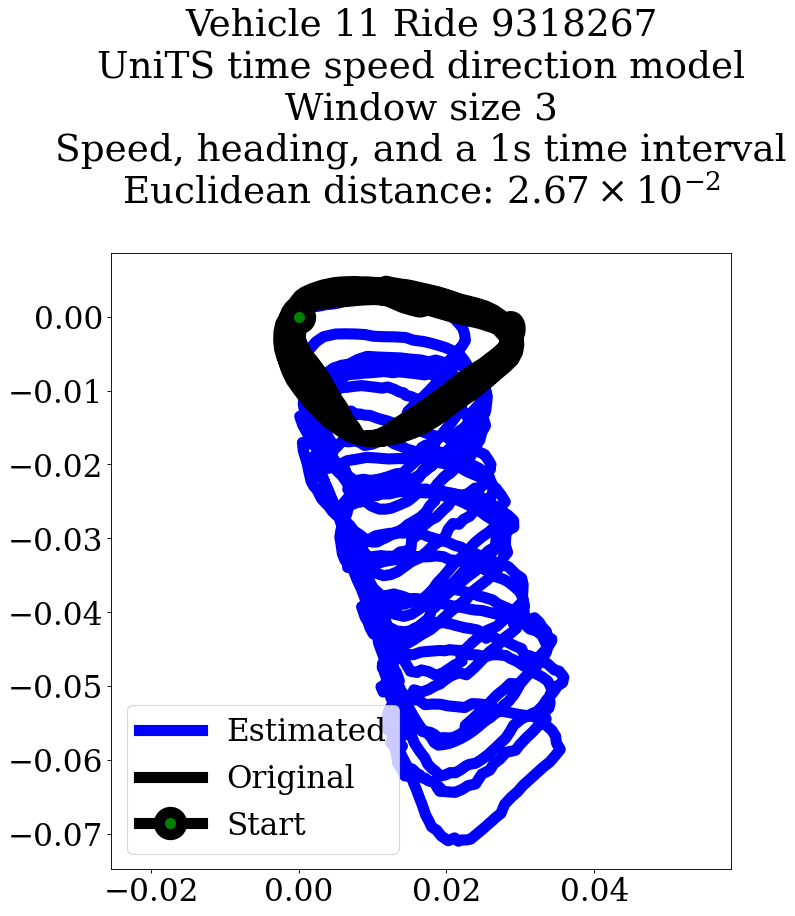 Vehicle 11 Ride 9318267
UniTS time speed direction model
Window size 3
Speed, heading, and a 1s time interval
Euclidean distance: 2.67 × 10⁻²
0.00
−0.01
−0.02
−0.03
−0.04
−0.05
−0.06
−0.07
Estimated
Original
Start
−0.02 0.00 0.02 0.04